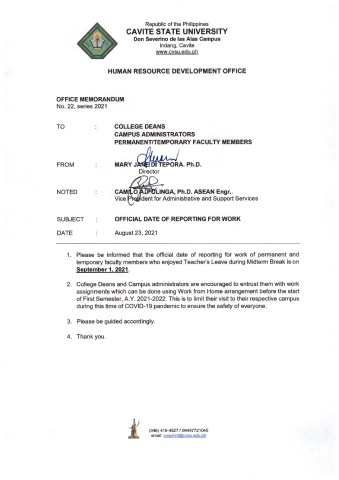 Republic of the Philippines
CAVITE STATE UNIVERSITY
Don Severino de las Alas Campus
Indang, Cavite
www.cvsu.edu.ph
HUMAN RESOURCE DEVELOPMENT OFFICE
OFFICE MEMORANDUM
No. 22, series 2021
TO : COLLEGE DEANS
CAMPUS ADMINISTRATORS
PERMANENT/TEMPORARY FACULTY MEMBERS
FROM : MARY JANE D. TEPORA. Ph.D.
Director
NOTED : CAMILO A. POLINGA, Ph.D. ASEAN Engr..
Vice President for Administrative and Support Services
SUBJECT : OFFICIAL DATE OF REPORTING FOR WORK
DATE : August 23, 2021
1. Please be informed that the official date of reporting for work of permanent and
temporary faculty members who enjoyed Teacher's Leave during Midterm Break is on
September 1, 2021.
2. College Deans and Campus administrators are encouraged to entrust them with work
assignments which can be done using Work from Home arrangement before the start
of First Semester, A.Y. 2021-2022. This is to limit their visit to their respective campus
during this time of COVID-19 pandemic to ensure the safety of everyone.
3. Please be guided accordingly.
4. Thank you.
(046) 415-4527 / 09497721045
email: